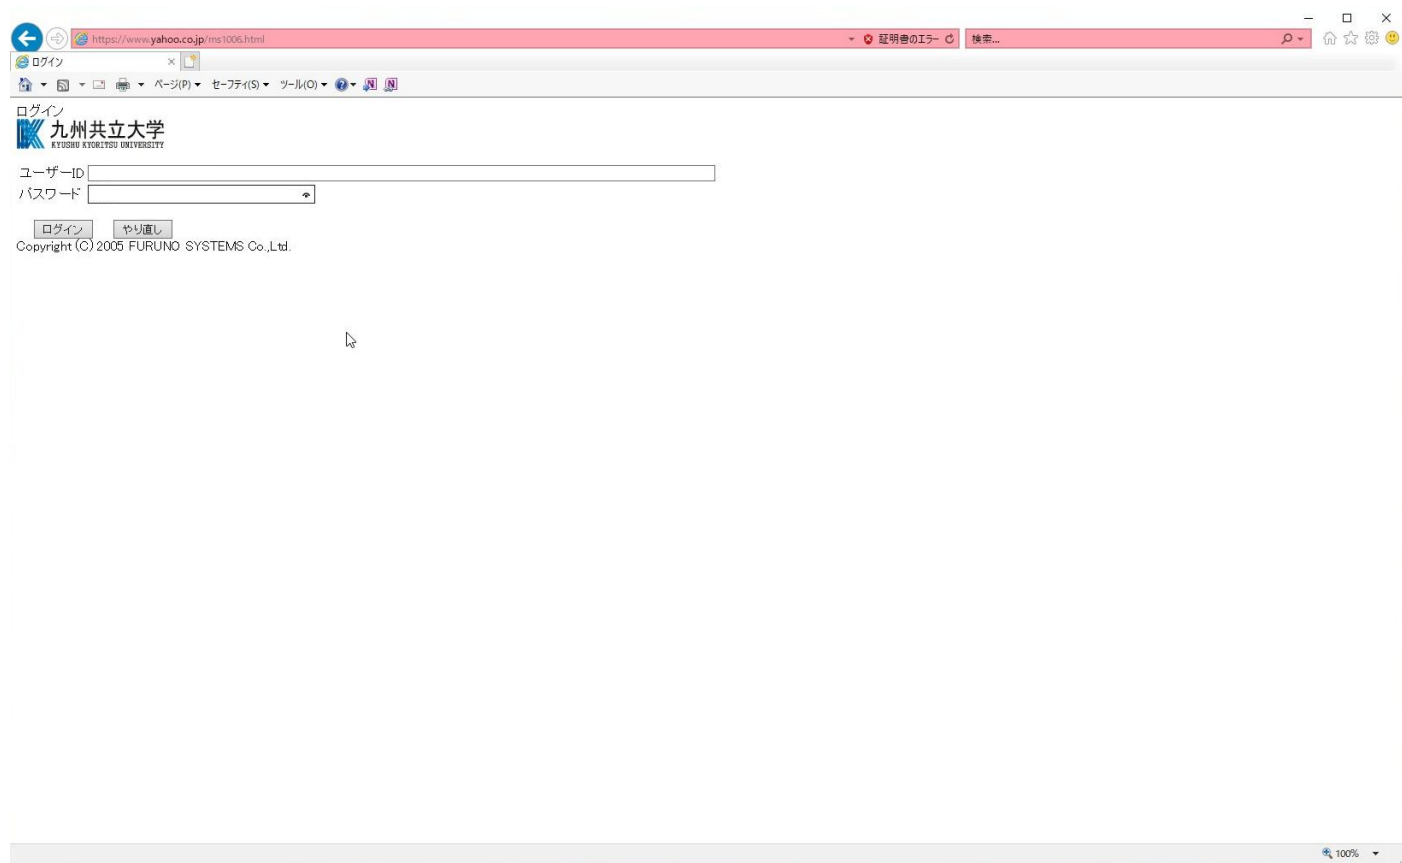 https://www.yahoo.co.jp/ms1006.html
証明書のエラー
検索...
ログイン
ページ(P)
セーフティ(S)
ツール(O)
ログイン
九州共立大学
KYUSHU KYORITSU UNIVERSITY
ユーザーID
パスワード
ログイン
やり直し
Copyright (C) 2005 FURUNO SYSTEMS Co.,Ltd.
100%